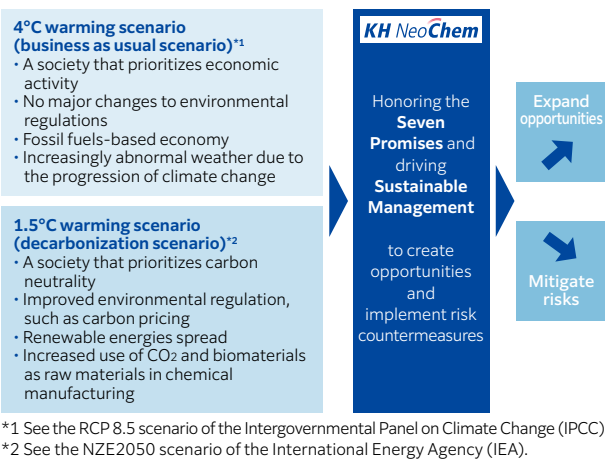 4°C warming scenario
(business as usual scenario)*1
・A society that prioritizes economic
activity
・No major changes to environmental
regulations
・Fossil fuels-based economy
・Increasingly abnormal weather due to
the progression of climate change
1.5°C warming scenario
(decarbonization scenario)*2
・A society that prioritizes carbon
neutrality
・Improved environmental regulation,
such as carbon pricing
・Renewable energies spread
・Increased use of CO2 and biomaterials
as raw materials in chemical
manufacturing
KH NeoChem
Honoring the
Seven
Promises and
driving
Sustainable
Management
to create
opportunities
and
implement risk
countermeasures
Expand
opportunities
Mitigate
risks
*1 See the RCP 8.5 scenario of the Intergovernmental Panel on Climate Change (IPCC)
*2 See the NZE2050 scenario of the International Energy Agency (IEA).